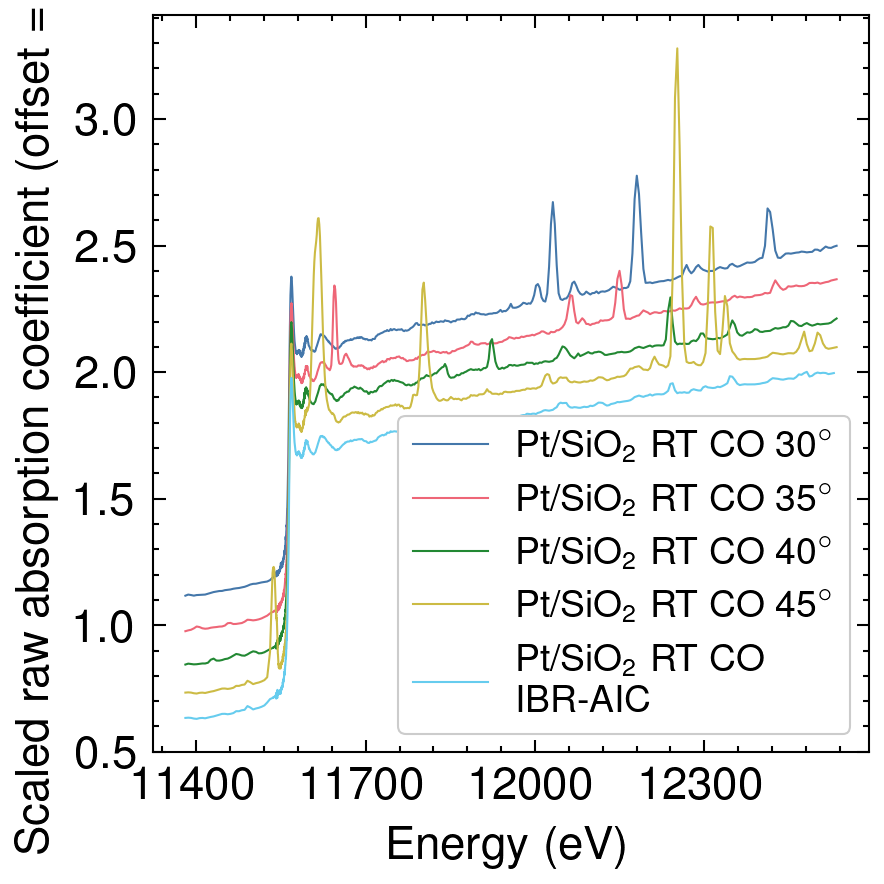 Scaled raw absorption coefficient (offset =
3.0
2.5
2.0
1.5
1.0
0.5
11400 11700 12000 12300
Energy (eV)
Pt/SiO₂ RT CO 30°
Pt/SiO₂ RT CO 35°
Pt/SiO₂ RT CO 40°
Pt/SiO₂ RT CO 45°
Pt/SiO₂ RT CO
IBR-AIC